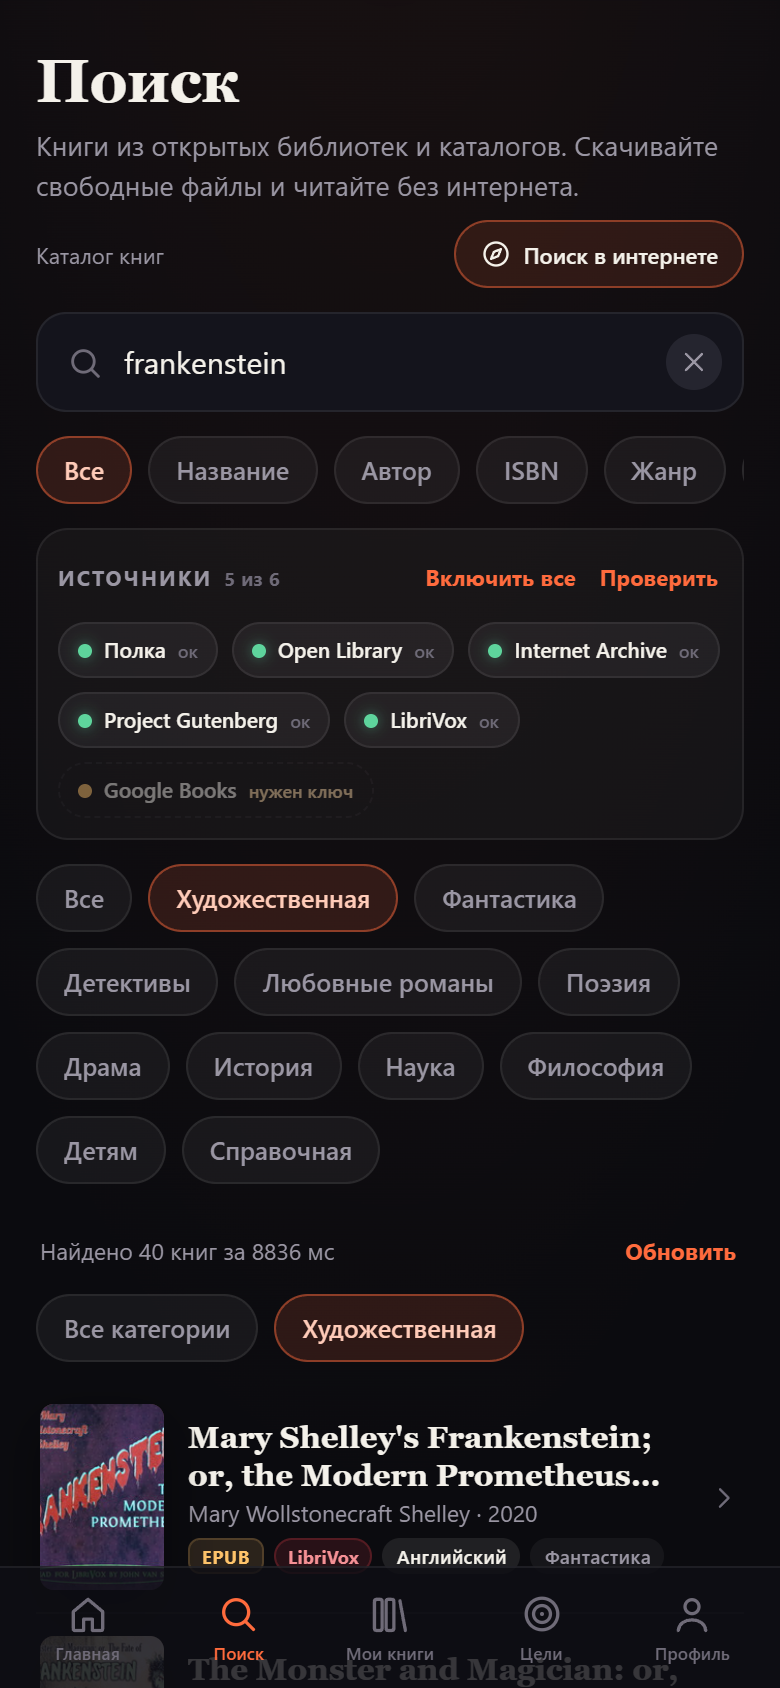 Поиск
Книги из открытых библиотек и каталогов. Скачивайте
свободные файлы и читайте без интернета.
Каталог книг
Поиск в интернете
frankenstein
Все Название Автор ISBN Жанр
ИСТОЧНИКИ 5 из 6 Включить все Проверить
Полка ок Open Library ок Internet Archive ок
Project Gutenberg ок LibriVox ок
Google Books нужен ключ
Все Художественная Фантастика
Детективы Любовные романы Поэзия
Драма История Наука Философия
Детям Справочная
Найдено 40 книг за 8836 мс Обновить
Все категории Художественная
Mary
Shelley
MODE
PROMETHE
Mary Shelley's Frankenstein;
or, the Modern Prometheus...
Mary Wollstonecraft Shelley · 2020
EPUB LibriVox Английский Фантастика
The Monster and Magician: or,
Главная Поиск Мои книги Цели Профиль